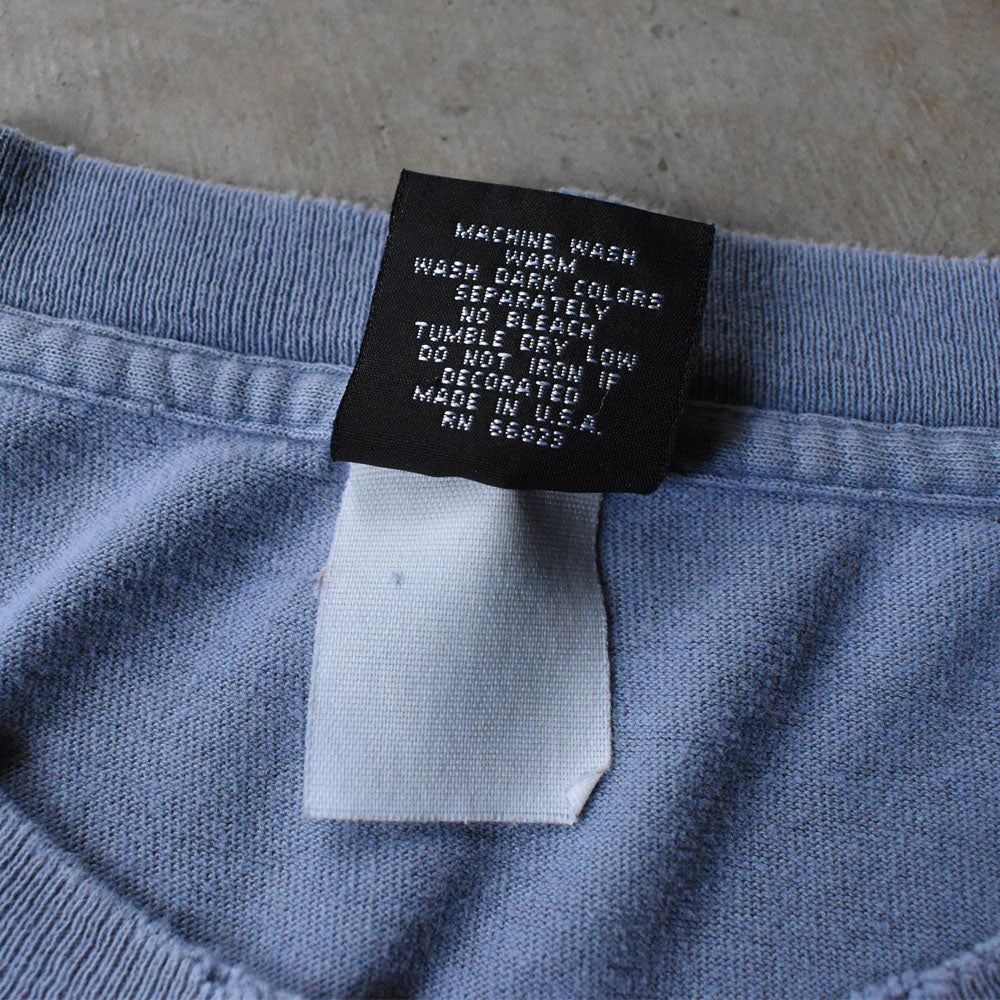 MACHINE WASH
WARM
WASH DARK COLORS
SEPARATELY
NO BLEACH
TUMBLE DRY LOW
DO NOT IRON IF
DECORATED
MADE IN U.S.A.
RN